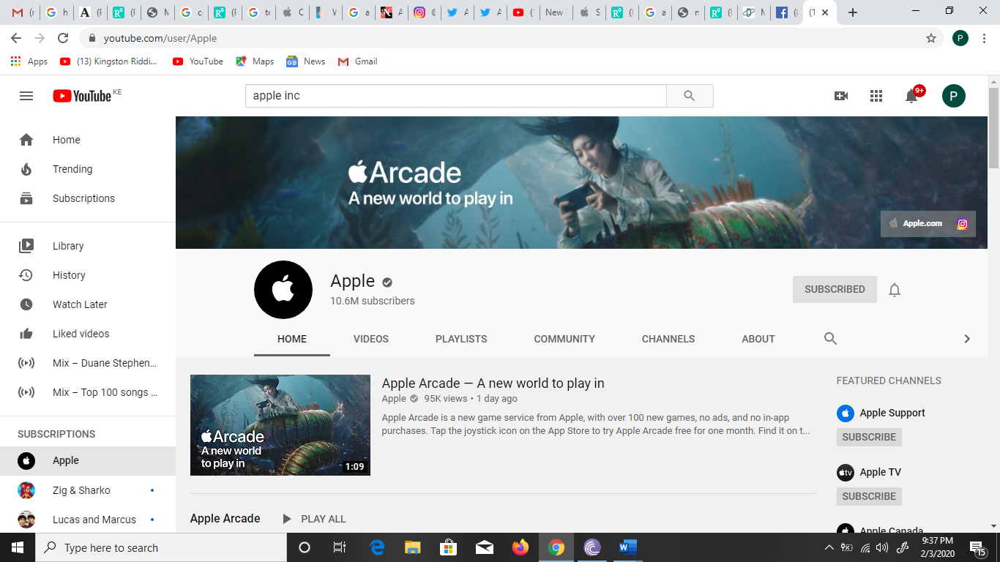 youtube.com/user/Apple
P
Apps
(13) Kingston Riddi...
YouTube
Maps
News
Gmail
YouTube KE
apple inc
9+
P
Home
Trending
Subscriptions
Library
History
Watch Later
Liked videos
Mix – Duane Stephen...
Mix – Top 100 songs ...
SUBSCRIPTIONS
Apple
Zig & Sharko
Lucas and Marcus
Arcade
A new world to play in
Apple.com
Apple
10.6M subscribers
SUBSCRIBED
HOME
VIDEOS
PLAYLISTS
COMMUNITY
CHANNELS
ABOUT
Arcade
A new world
to play in
1:09
Apple Arcade — A new world to play in
Apple 95K views • 1 day ago
Apple Arcade is a new game service from Apple, with over 100 new games, no ads, and no in-app
purchases. Tap the joystick icon on the App Store to try Apple Arcade free for one month. Find it on t...
Apple Arcade
PLAY ALL
FEATURED CHANNELS
Apple Support
SUBSCRIBE
tv
Apple TV
SUBSCRIBE
Apple Canada
Type here to search
9:37 PM
2/3/2020
15